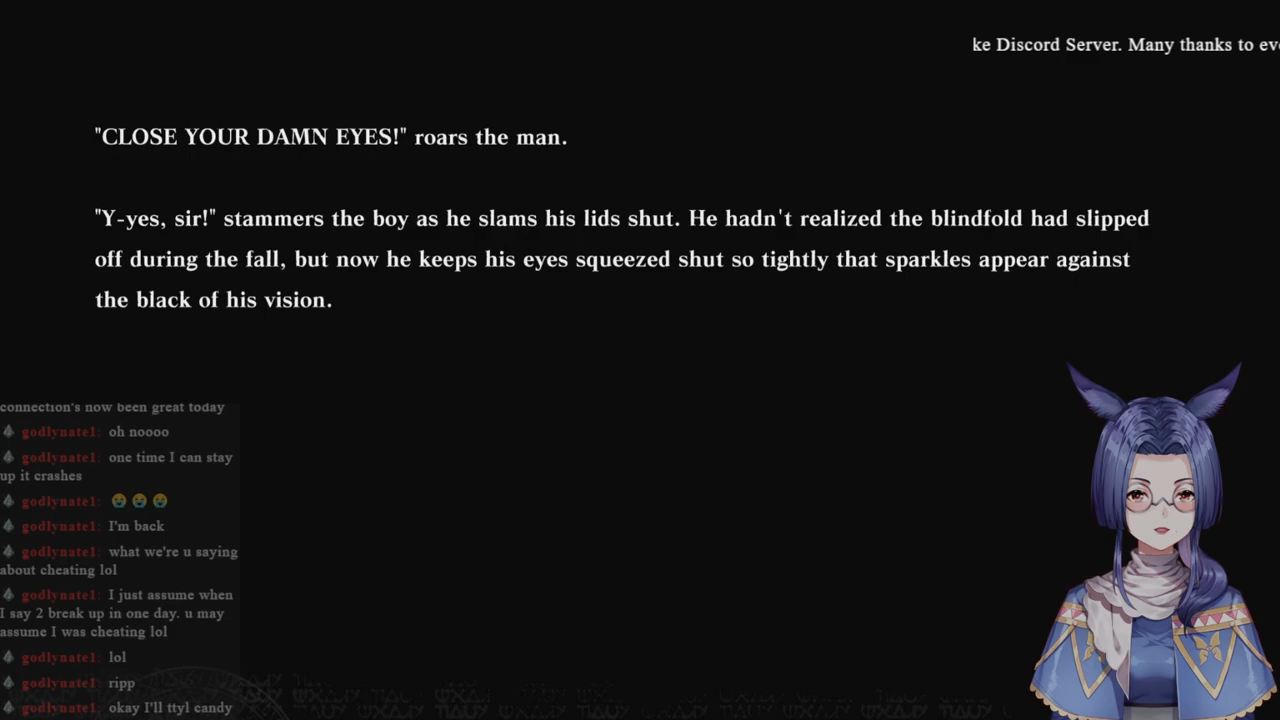 ke Discord Server. Many thanks to eve
"CLOSE YOUR DAMN EYES!" roars the man.
"Y-yes, sir!" stammers the boy as he slams his lids shut. He hadn't realized the blindfold had slipped
off during the fall, but now he keeps his eyes squeezed shut so tightly that sparkles appear against
the black of his vision.
connection's now been great today
godlynate1: oh noooo
godlynate1: one time I can stay
up it crashes
godlynate1: 😭 😭 😭
godlynate1: I'm back
godlynate1: what we're u saying
about cheating lol
godlynate1: I just assume when
I say 2 break up in one day. u may
assume I was cheating lol
godlynate1: lol
godlynate1: ripp
godlynate1: okay I'll ttyl candy